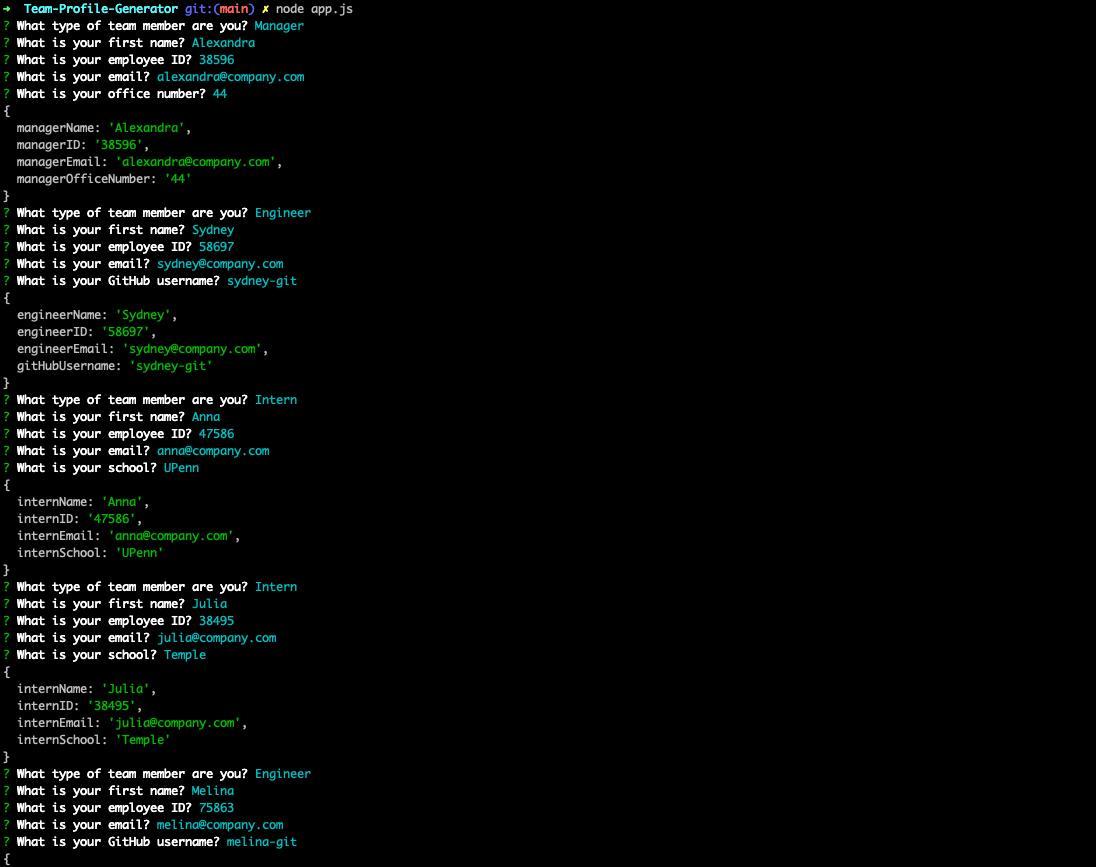 ➜  Team-Profile-Generator git:(main) ✗ node app.js
? What type of team member are you? Manager
? What is your first name? Alexandra
? What is your employee ID? 38596
? What is your email? alexandra@company.com
? What is your office number? 44
{
  managerName: 'Alexandra',
  managerID: '38596',
  managerEmail: 'alexandra@company.com',
  managerOfficeNumber: '44'
}
? What type of team member are you? Engineer
? What is your first name? Sydney
? What is your employee ID? 58697
? What is your email? sydney@company.com
? What is your GitHub username? sydney-git
{
  engineerName: 'Sydney',
  engineerID: '58697',
  engineerEmail: 'sydney@company.com',
  gitHubUsername: 'sydney-git'
}
? What type of team member are you? Intern
? What is your first name? Anna
? What is your employee ID? 47586
? What is your email? anna@company.com
? What is your school? UPenn
{
  internName: 'Anna',
  internID: '47586',
  internEmail: 'anna@company.com',
  internSchool: 'UPenn'
}
? What type of team member are you? Intern
? What is your first name? Julia
? What is your employee ID? 38495
? What is your email? julia@company.com
? What is your school? Temple
{
  internName: 'Julia',
  internID: '38495',
  internEmail: 'julia@company.com',
  internSchool: 'Temple'
}
? What type of team member are you? Engineer
? What is your first name? Melina
? What is your employee ID? 75863
? What is your email? melina@company.com
? What is your GitHub username? melina-git
{